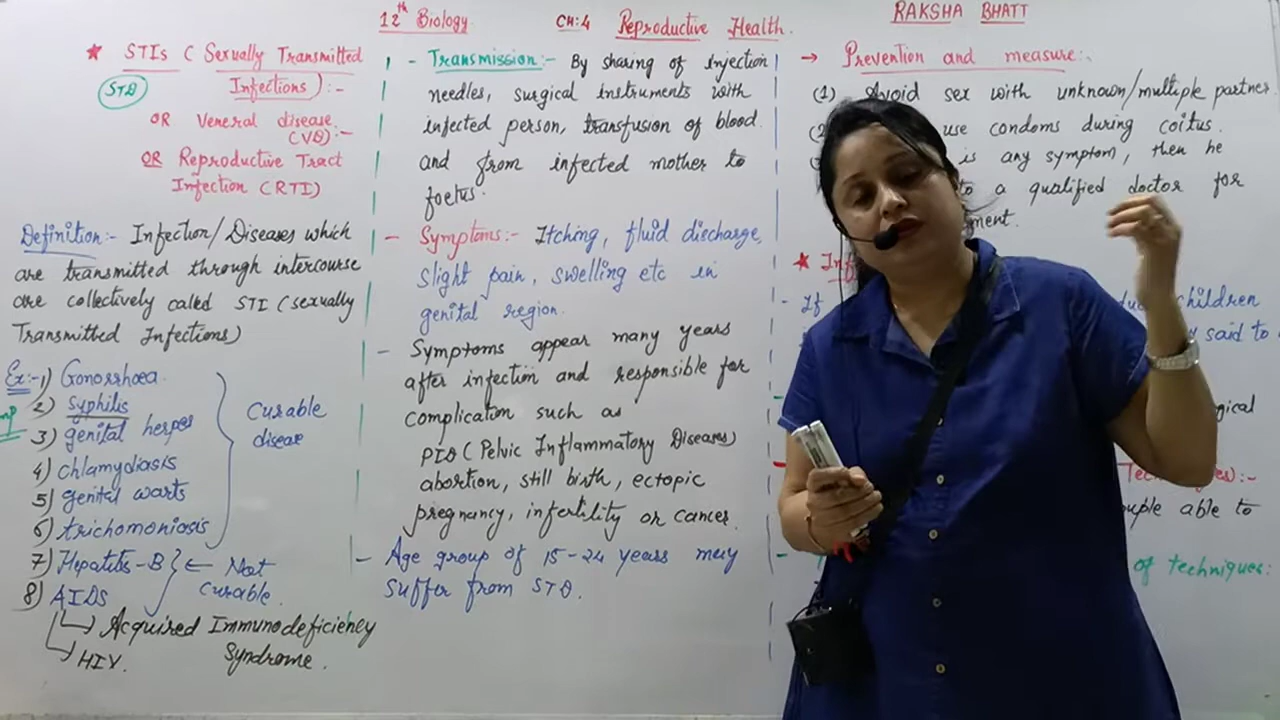 12th Biology
CH:4
Reproductive Health.
RAKSHA BHATT
★ STIs (Sexually Transmitted
STD
Infections):-
OR Veneral disease
(VD):-
OR Reproductive Tract
Infection (RTI)
Definition:- Infection/Diseases which
are transmitted through intercourse
are collectively called STI (sexually
Transmitted Infections)
Ex:- 1) Gonorrhoea
2) syphilis
3) genital herpes
4) chlamydiasis
5) genital warts
6) trichomoniosis
Curable
disease
7) Hepatitis-B
8) AIDS
← Not
Curable.
→ Acquired Immunodeficiency
Syndrome.
→ HIV.
- Transmission:- By sharing of injection
needles, surgical instruments with
infected person, transfusion of blood.
and from infected mother to
foetus.
- Symptoms:- Itching, fluid discharge,
slight pain, swelling etc in
genital region.
- Symptoms appear many years
after infection and responsible for
complication such as
PID (Pelvic Inflammatory Diseases)
abortion, still birth, ectopic
pregnancy, infertility or cancer.
- Age group of 15-24 years may
suffer from STD.
→ Prevention and measure:-
(1) Avoid sex with unknown/multiple partner.
use condoms during coitus.
is any symptom, then he
to a qualified doctor for
★
- If children
said to
of techniques:
able to